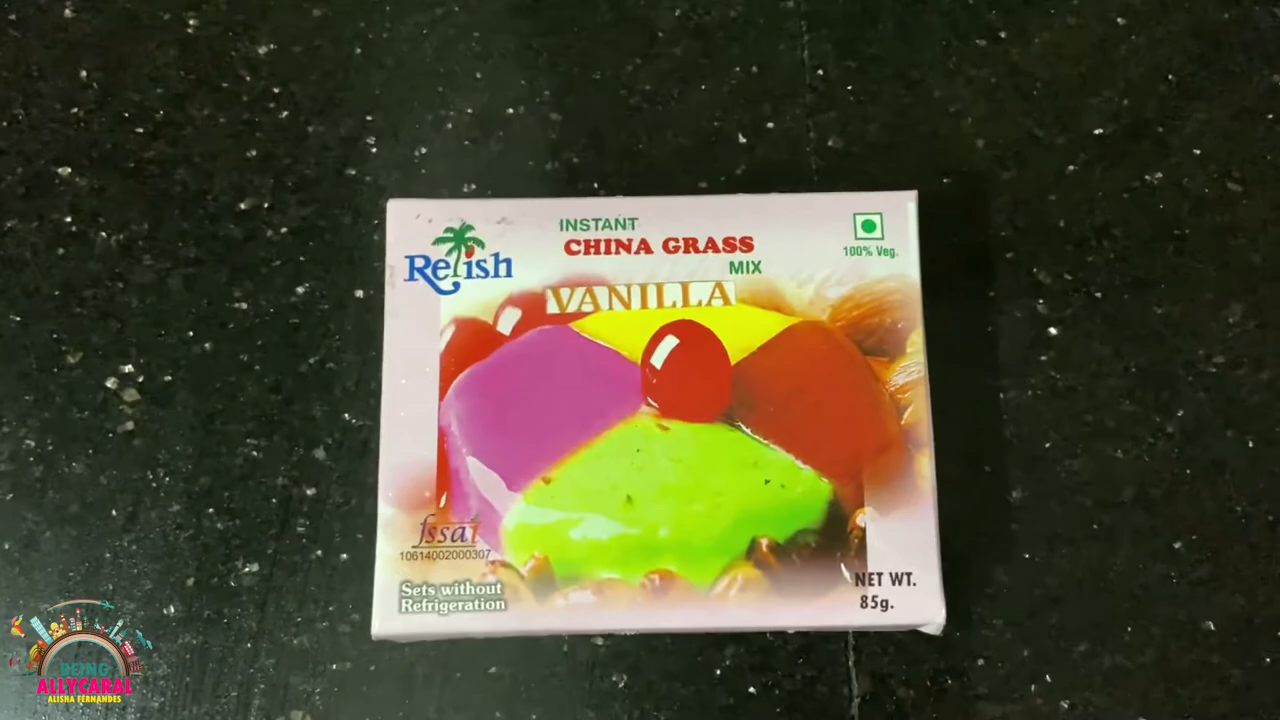 Relish
INSTANT
CHINA GRASS
MIX
VANILLA
100% Veg.
fssai
10614002000307
Sets without
Refrigeration
NET WT.
85g.
BEING
ALLYCARAL
ALISHA FERNANDES